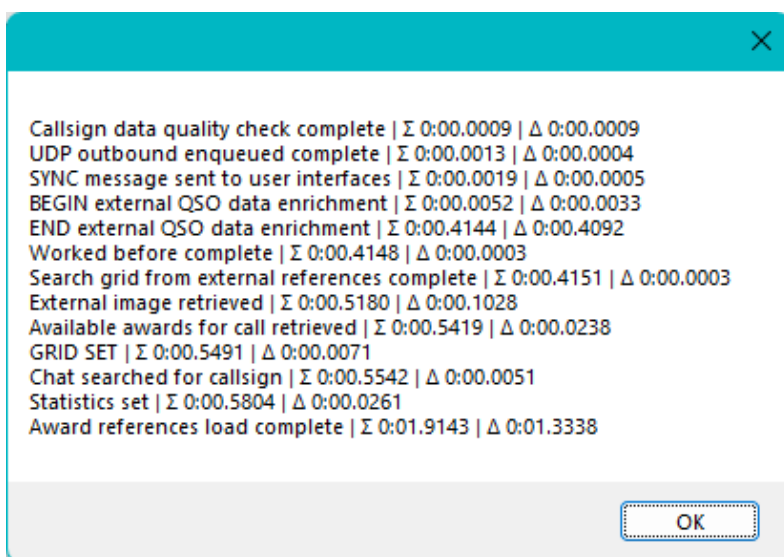 Callsign data quality check complete | Σ 0:00.0009 | Δ 0:00.0009
UDP outbound enqueued complete | Σ 0:00.0013 | Δ 0:00.0004
SYNC message sent to user interfaces | Σ 0:00.0019 | Δ 0:00.0005
BEGIN external QSO data enrichment | Σ 0:00.0052 | Δ 0:00.0033
END external QSO data enrichment | Σ 0:00.4144 | Δ 0:00.4092
Worked before complete | Σ 0:00.4148 | Δ 0:00.0003
Search grid from external references complete | Σ 0:00.4151 | Δ 0:00.0003
External image retrieved | Σ 0:00.5180 | Δ 0:00.1028
Available awards for call retrieved | Σ 0:00.5419 | Δ 0:00.0238
GRID SET | Σ 0:00.5491 | Δ 0:00.0071
Chat searched for callsign | Σ 0:00.5542 | Δ 0:00.0051
Statistics set | Σ 0:00.5804 | Δ 0:00.0261
Award references load complete | Σ 0:01.9143 | Δ 0:01.3338
OK